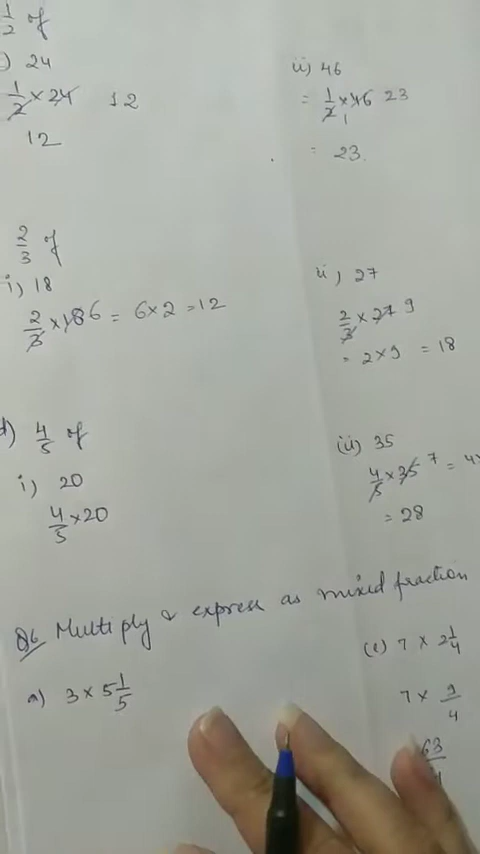 1/2 of
) 24
1/2 × 24 12
12
ii) 46
= 1/2 × 46 23
1
= 23
2/3 of
i) 18
2/3 × 18 6 = 6×2 = 12
ii) 27
2/3 × 27 9
= 2×9 = 18
d) 4/5 of
i) 20
4/5 × 20
(ii) 35
4/5 × 35 7 = 4×
= 28
Q6 Multiply & express as mixed fraction
a) 3 × 5 1/5
(e) 7 × 2 1/4
7 × 9/4
63